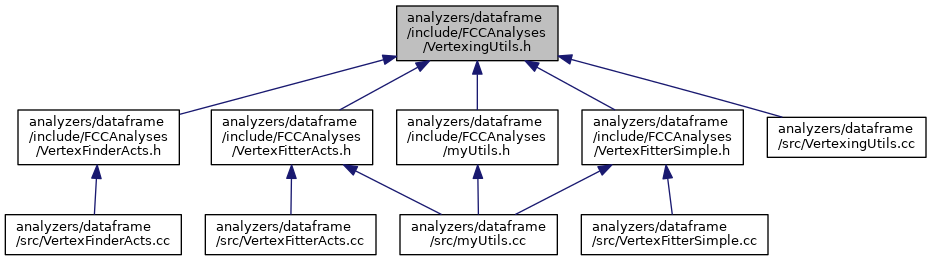 analyzers/dataframe
/include/FCCAnalyses
/VertexingUtils.h
analyzers/dataframe
/include/FCCAnalyses
/VertexFinderActs.h
analyzers/dataframe
/include/FCCAnalyses
/VertexFitterActs.h
analyzers/dataframe
/include/FCCAnalyses
/myUtils.h
analyzers/dataframe
/include/FCCAnalyses
/VertexFitterSimple.h
analyzers/dataframe
/src/VertexingUtils.cc
analyzers/dataframe
/src/VertexFinderActs.cc
analyzers/dataframe
/src/VertexFitterActs.cc
analyzers/dataframe
/src/myUtils.cc
analyzers/dataframe
/src/VertexFitterSimple.cc